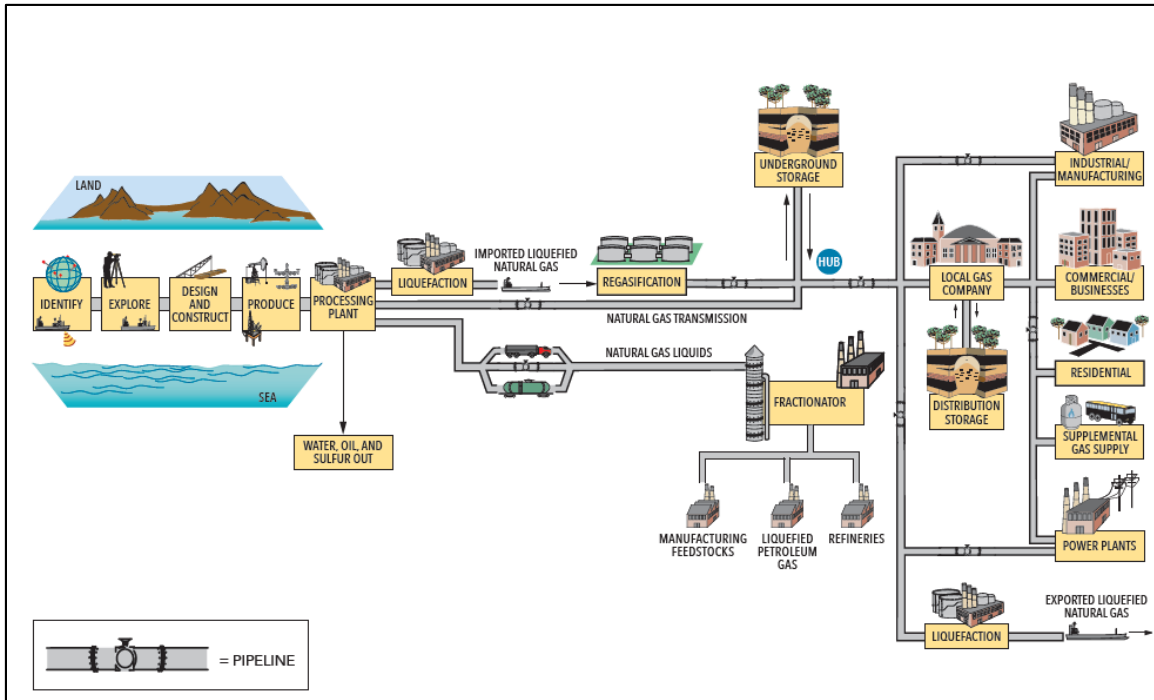 LAND
IDENTIFY
EXPLORE
DESIGN
AND
CONSTRUCT
PRODUCE
PROCESSING
PLANT
SEA
WATER, OIL, AND
SULFUR OUT
LIQUEFACTION
IMPORTED LIQUEFIED
NATURAL GAS
REGASIFICATION
NATURAL GAS TRANSMISSION
NATURAL GAS LIQUIDS
FRACTIONATOR
MANUFACTURING
FEEDSTOCKS
LIQUEFIED
PETROLEUM
GAS
REFINERIES
UNDERGROUND
STORAGE
HUB
LOCAL GAS
COMPANY
DISTRIBUTION
STORAGE
INDUSTRIAL/
MANUFACTURING
COMMERCIAL/
BUSINESSES
RESIDENTIAL
SUPPLEMENTAL
GAS SUPPLY
POWER PLANTS
LIQUEFACTION
EXPORTED LIQUEFIED
NATURAL GAS
= PIPELINE